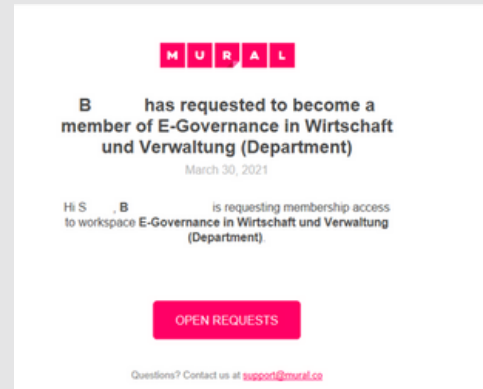 MURAL
B has requested to become a
member of E-Governance in Wirtschaft
und Verwaltung (Department)
March 30, 2021
Hi S , B is requesting membership access
to workspace E-Governance in Wirtschaft und Verwaltung
(Department).
OPEN REQUESTS
Questions? Contact us at support@mural.co